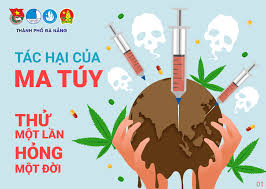 THÀNH PHỐ ĐÀ NẴNG
TÁC HẠI CỦA
MA TÚY
THỬ
MỘT LẦN
HỎNG
MỘT ĐỜI
01